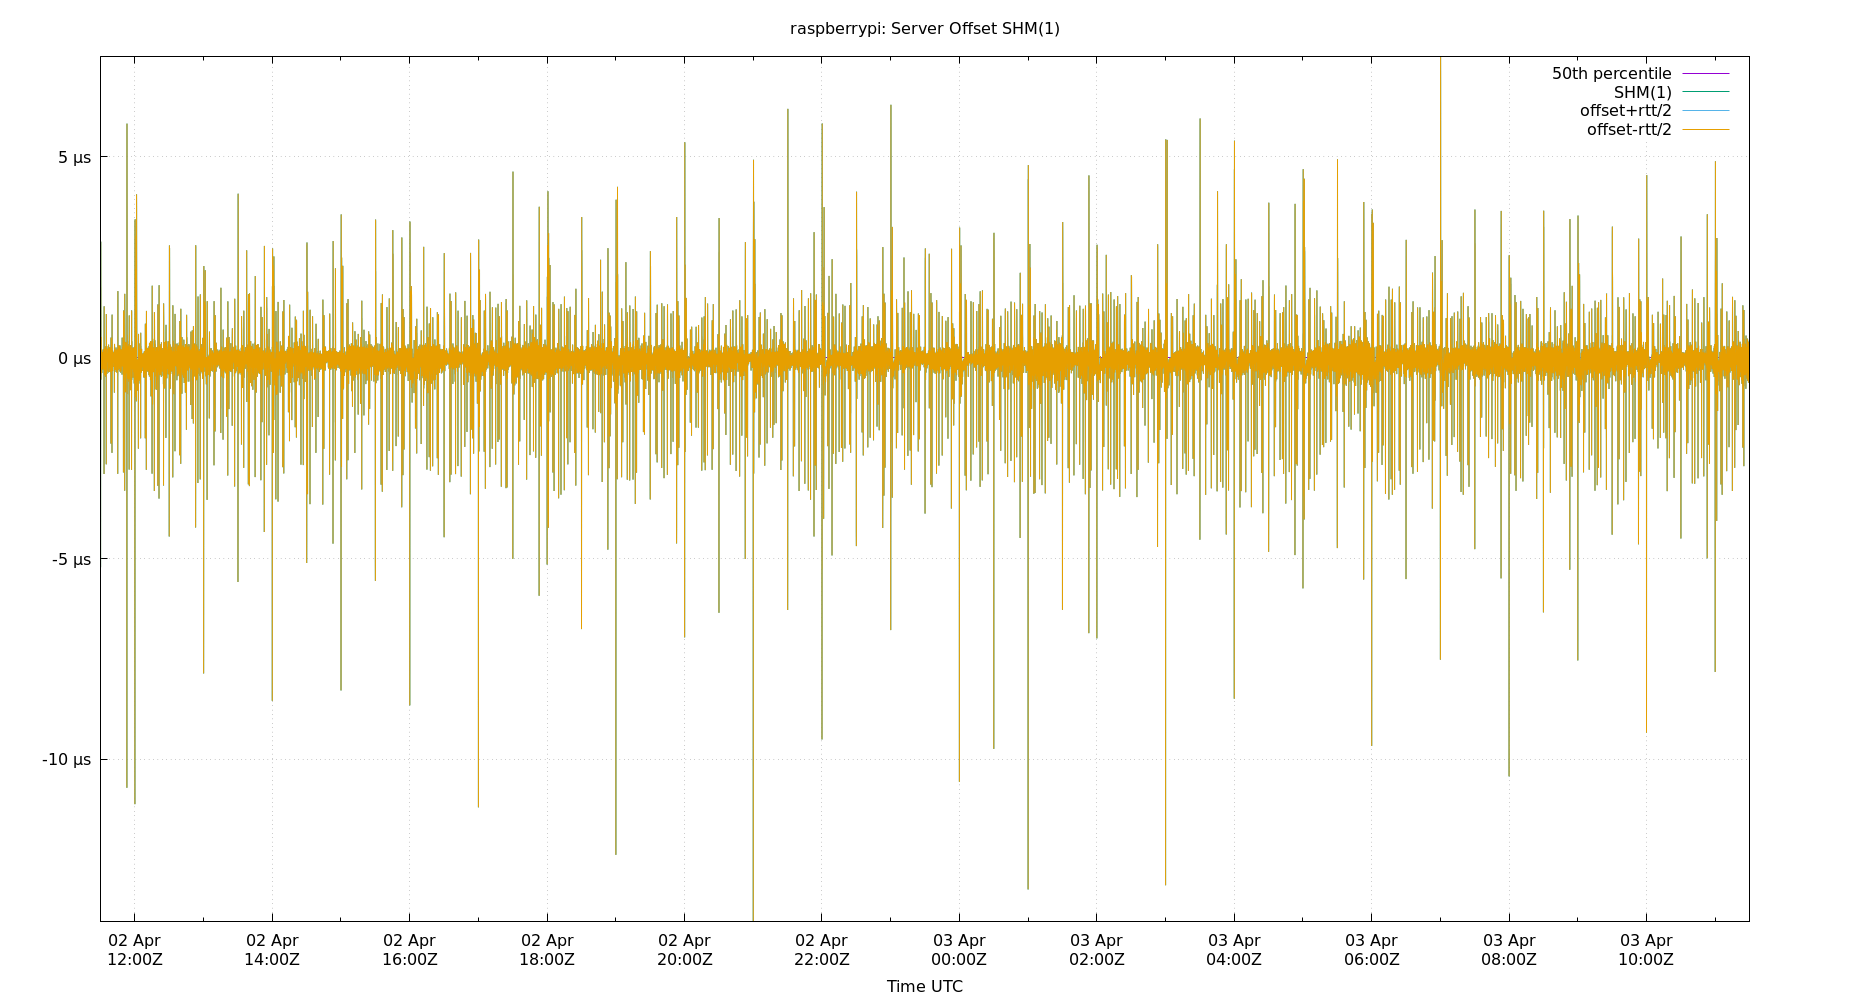 raspberrypi: Server Offset SHM(1)
50th percentile
SHM(1)
offset+rtt/2
offset-rtt/2
5 µs
0 µs
-5 µs
-10 µs
02 Apr 02 Apr 02 Apr 02 Apr 02 Apr 02 Apr 03 Apr 03 Apr 03 Apr 03 Apr 03 Apr 03 Apr
12:00Z 14:00Z 16:00Z 18:00Z 20:00Z 22:00Z 00:00Z 02:00Z 04:00Z 06:00Z 08:00Z 10:00Z
Time UTC